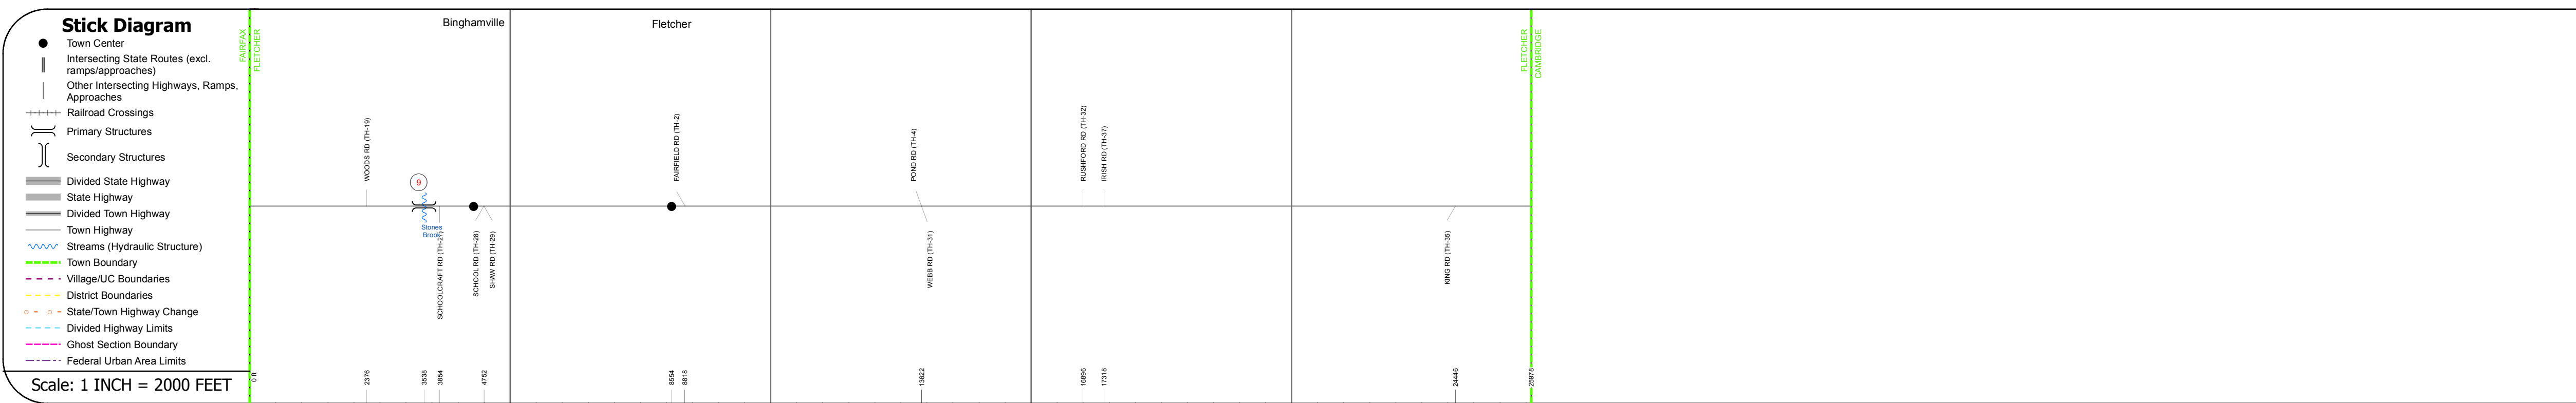 Stick Diagram
Town Center
Intersecting State Routes (excl.
ramps/approaches)
Other Intersecting Highways, Ramps,
Approaches
Railroad Crossings
Primary Structures
Secondary Structures
Divided State Highway
State Highway
Divided Town Highway
Town Highway
Streams (Hydraulic Structure)
Town Boundary
Village/UC Boundaries
District Boundaries
State/Town Highway Change
Divided Highway Limits
Ghost Section Boundary
Federal Urban Area Limits
Scale: 1 INCH = 2000 FEET
FAIRFAX
FLETCHER
Binghamville
Fletcher
FLETCHER
CAMBRIDGE
WOODS RD (TH-19)
9
Stones
Brook
SCHOOLCRAFT RD (TH-27)
SCHOOL RD (TH-28)
SHAW RD (TH-29)
FAIRFIELD RD (TH-2)
POND RD (TH-4)
WEBB RD (TH-31)
RUSHFORD RD (TH-32)
IRISH RD (TH-37)
KING RD (TH-35)
0 ft
2376
3538
3854
4752
8554
8818
13622
16896
17318
24446
25978